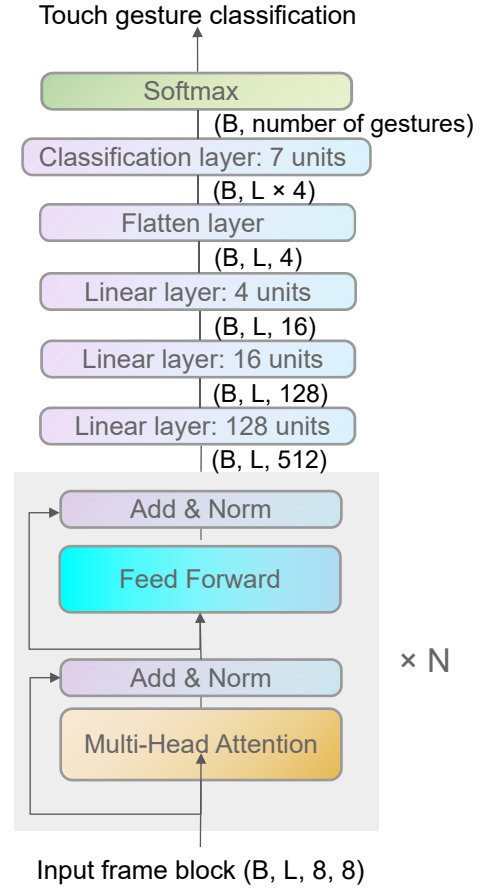 Touch gesture classification
Softmax
(B, number of gestures)
Classification layer: 7 units
(B, L × 4)
Flatten layer
(B, L, 4)
Linear layer: 4 units
(B, L, 16)
Linear layer: 16 units
(B, L, 128)
Linear layer: 128 units
(B, L, 512)
Add & Norm
Feed Forward
× N
Add & Norm
Multi-Head Attention
Input frame block (B, L, 8, 8)